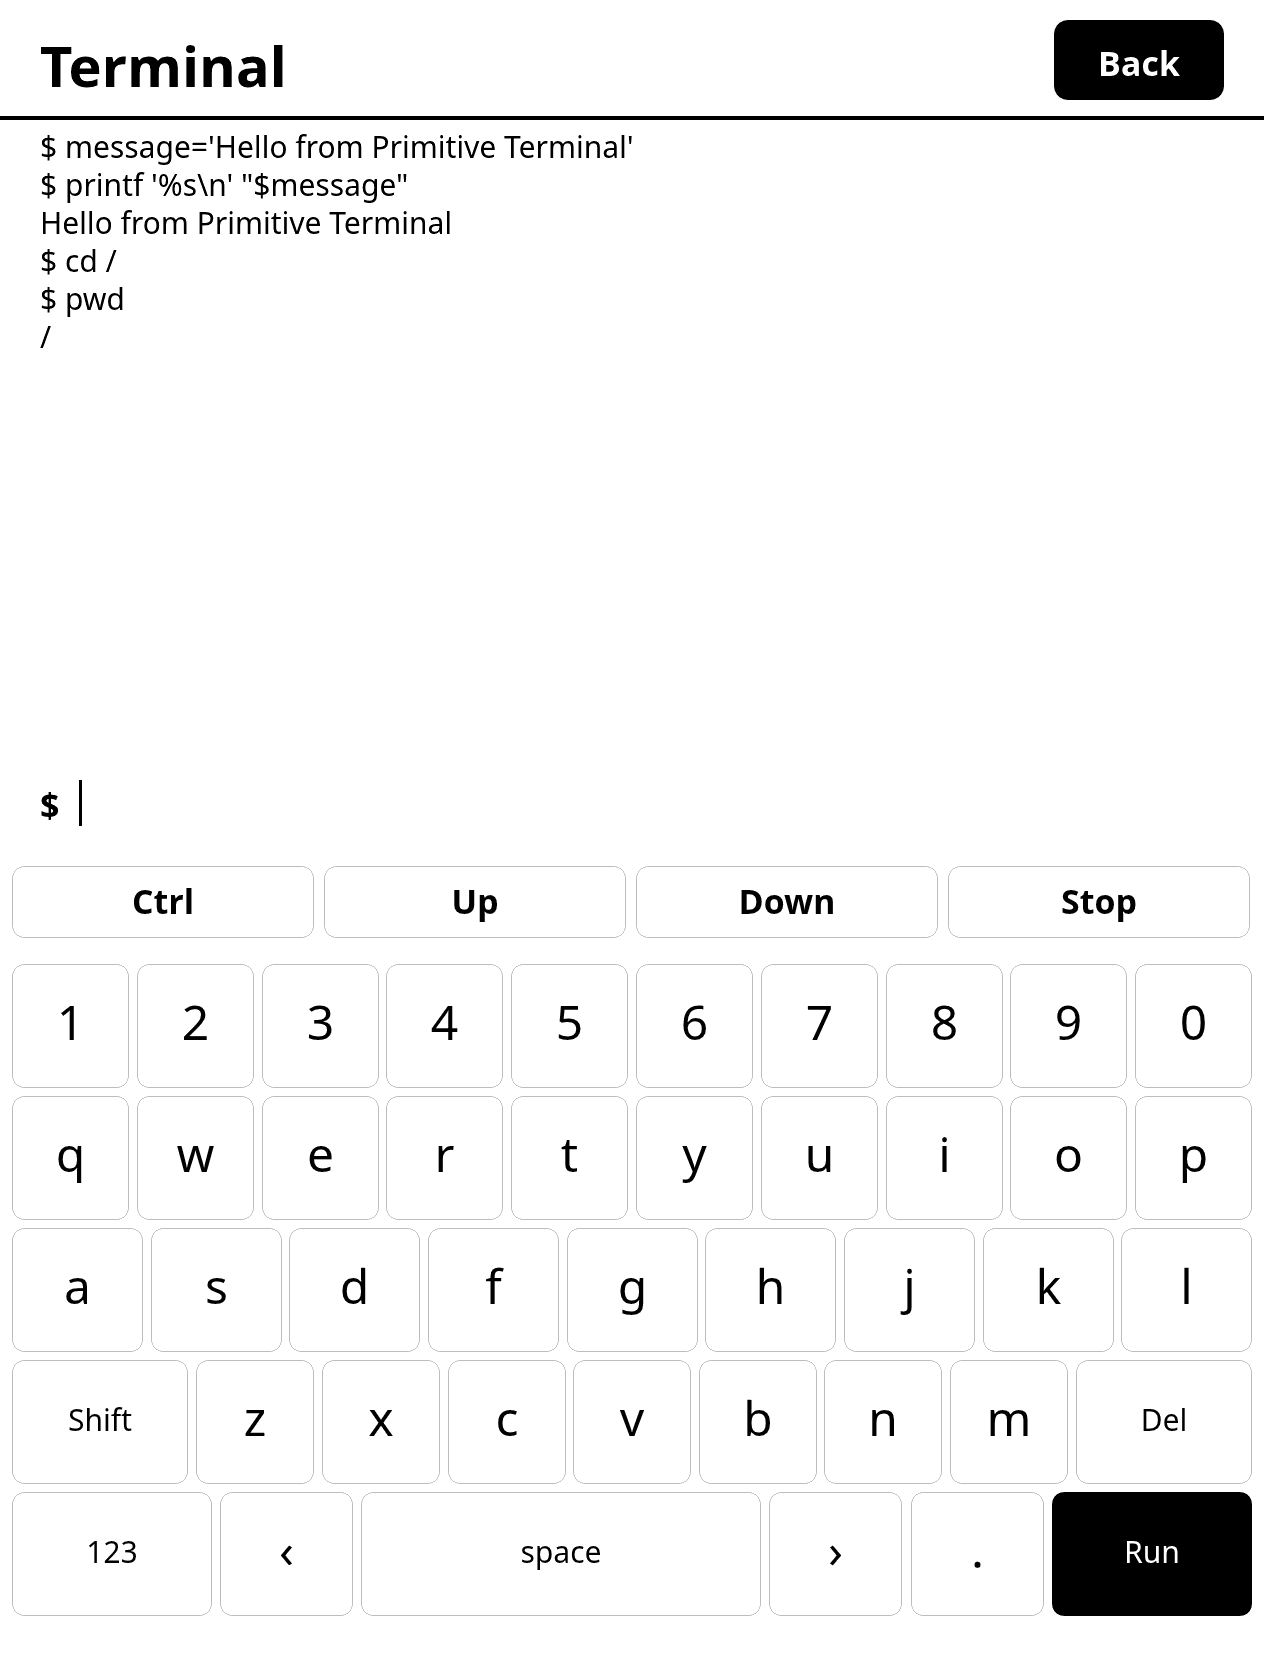 Terminal
Back
$ message='Hello from Primitive Terminal'
$ printf '%s\n' "$message"
Hello from Primitive Terminal
$ cd /
$ pwd
/
$
Ctrl Up Down Stop
1 2 3 4 5 6 7 8 9 0
q w e r t y u i o p
a s d f g h j k l
Shift z x c v b n m Del
123 ‹ space › . Run